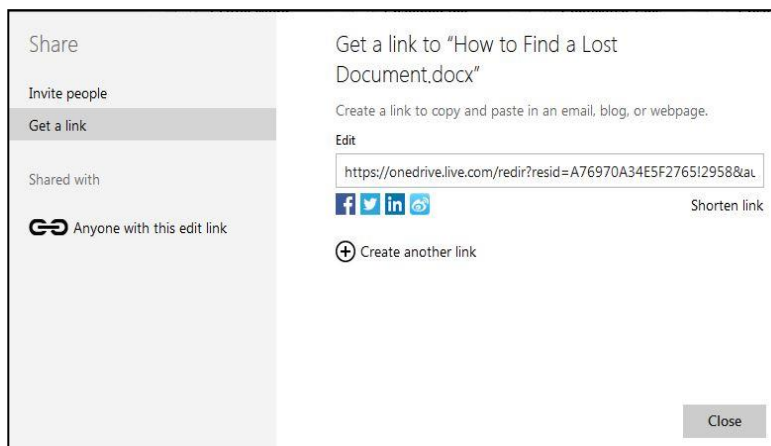 Share
Invite people
Get a link
Shared with
Anyone with this edit link
Get a link to “How to Find a Lost
Document.docx”
Create a link to copy and paste in an email, blog, or webpage.
Edit
https://onedrive.live.com/redir?resid=A76970A34E5F2765!2958&au
Shorten link
Create another link
Close